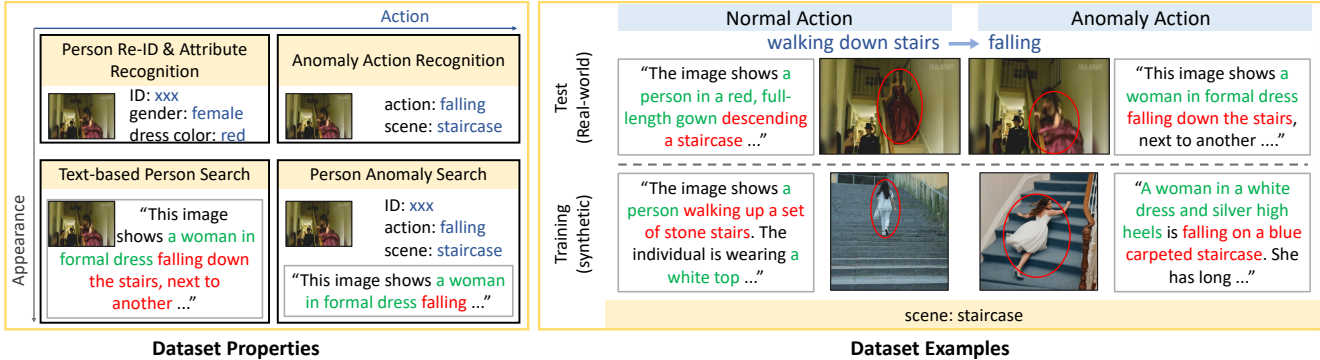 Action
Appearance
Person Re-ID & Attribute
Recognition
ID: xxx
gender: female
dress color: red
Anomaly Action Recognition
action: falling
scene: staircase
Text-based Person Search
“This image
shows a woman in
formal dress falling down
the stairs, next to
another ...”
Person Anomaly Search
ID: xxx
action: falling
scene: staircase
“This image shows a woman
in formal dress falling ...”
Dataset Properties
Normal Action
Anomaly Action
walking down stairs
falling
Test
(Real-world)
“The image shows a
person in a red, full-
length gown descending
a staircase ...”
FAILARMY
FAILARMY
“This image shows a
woman in formal dress
falling down the stairs,
next to another ....”
Training
(synthetic)
“The image shows a
person walking up a set
of stone stairs. The
individual is wearing a
white top ...”
“A woman in a white
dress and silver high
heels is falling on a blue
carpeted staircase. She
has long ...”
scene: staircase
Dataset Examples